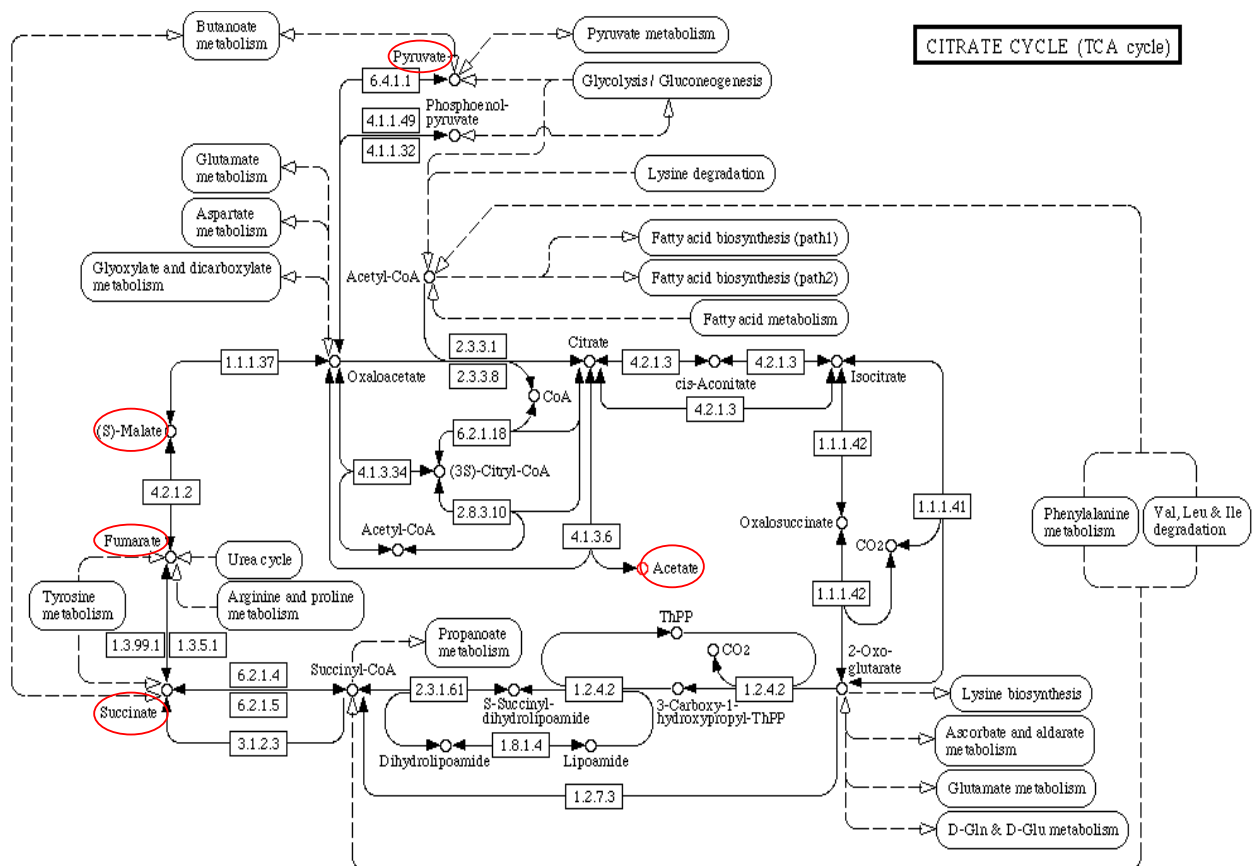 Butanoate
metabolism
Pyruvate
Pyruvate metabolism
CITRATE CYCLE (TCA cycle)
6.4.1.1
Glycolysis / Gluconeogenesis
Phosphoenol-
pyruvate
4.1.1.49
4.1.1.32
Glutamate
metabolism
Lysine degradation
Aspartate
metabolism
Fatty acid biosynthesis (path1)
Glyoxylate and dicarboxylate
metabolism
Acetyl-CoA
Fatty acid biosynthesis (path2)
Fatty acid metabolism
1.1.1.37
Oxaloacetate
2.3.3.1
2.3.3.8
Citrate
4.2.1.3
cis-Aconitate
4.2.1.3
Isocitrate
4.2.1.3
CoA
(S)-Malate
6.2.1.18
1.1.1.42
4.1.3.34
(3S)-Citryl-CoA
4.2.1.2
2.8.3.10
1.1.1.41
Phenylalanine
metabolism
Val, Leu & Ile
degradation
Oxalosuccinate
Acetyl-CoA
4.1.3.6
CO2
Fumarate
Urea cycle
Acetate
Tyrosine
metabolism
Arginine and proline
metabolism
1.1.1.42
1.3.99.1
1.3.5.1
Propanoate
metabolism
ThPP
CO2
2-Oxo-
glutarate
Succinyl-CoA
6.2.1.4
6.2.1.5
2.3.1.61
S-Succinyl-
dihydrolipoamide
1.2.4.2
3-Carboxy-1-
hydroxypropyl-ThPP
1.2.4.2
Lysine biosynthesis
Succinate
3.1.2.3
Dihydrolipoamide
1.8.1.4
Lipoamide
Ascorbate and aldarate
metabolism
1.2.7.3
Glutamate metabolism
D-Gln & D-Glu metabolism